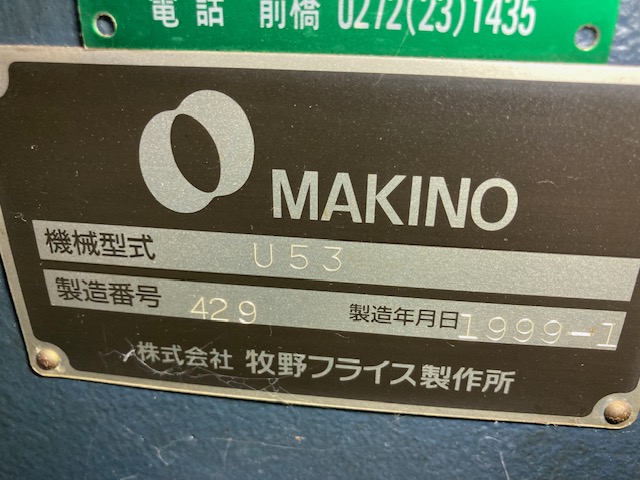 電話 前橋 0272(23)1435
MAKINO
機械型式 U53
製造番号 429 製造年月日 1999-1
株式会社 牧野フライス製作所